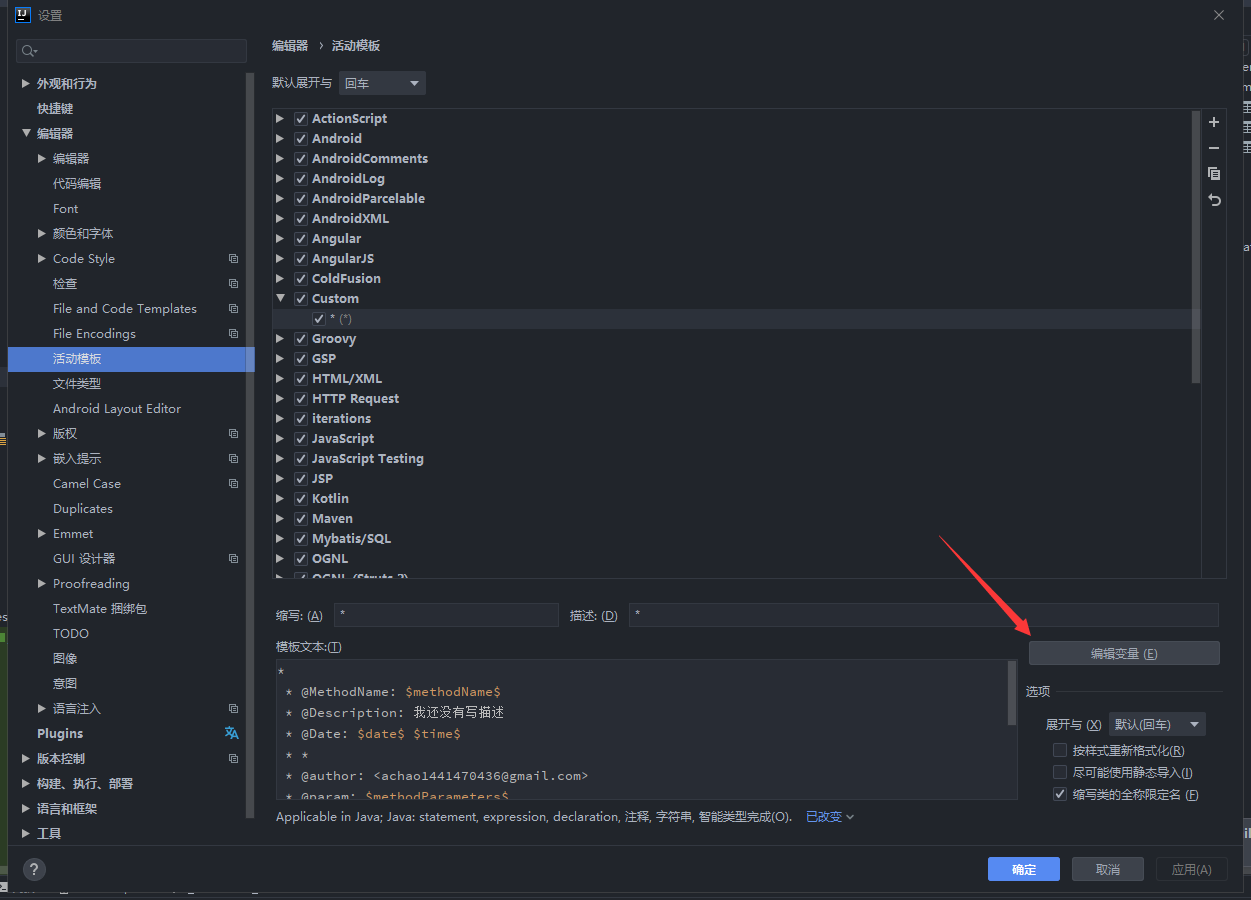 设置
编辑器 › 活动模板
默认展开与 回车
外观和行为
快捷键
编辑器
编辑器
代码编辑
Font
颜色和字体
Code Style
检查
File and Code Templates
File Encodings
活动模板
文件类型
Android Layout Editor
版权
嵌入提示
Camel Case
Duplicates
Emmet
GUI 设计器
Proofreading
TextMate 捆绑包
TODO
图像
意图
语言注入
Plugins
版本控制
构建、执行、部署
语言和框架
工具
ActionScript
Android
AndroidComments
AndroidLog
AndroidParcelable
AndroidXML
Angular
AngularJS
ColdFusion
Custom
* (*)
Groovy
GSP
HTML/XML
HTTP Request
iterations
JavaScript
JavaScript Testing
JSP
Kotlin
Maven
Mybatis/SQL
OGNL
OGNL (Struts 2)
缩写: (A) * 描述: (D) *
模板文本:(T)
*
* @MethodName: $methodName$
* @Description: 我还没有写描述
* @Date: $date$ $time$
* *
* @author: <achao1441470436@gmail.com>
* @param: $methodParameters$
编辑变量 (E)
选项
展开与 (X) 默认(回车)
按样式重新格式化(R)
尽可能使用静态导入(I)
缩写类的全称限定名 (F)
Applicable in Java; Java: statement, expression, declaration, 注释, 字符串, 智能类型完成(O). 已改变
?
确定 取消 应用(A)